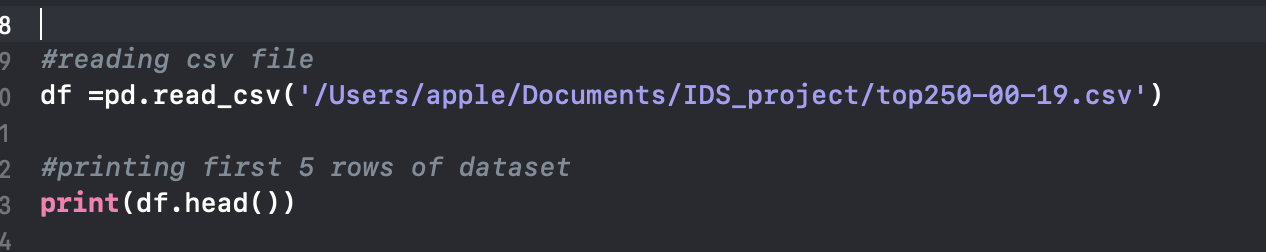 8
9 #reading csv file
0 df =pd.read_csv('/Users/apple/Documents/IDS_project/top250-00-19.csv')
1
2 #printing first 5 rows of dataset
3 print(df.head())
4